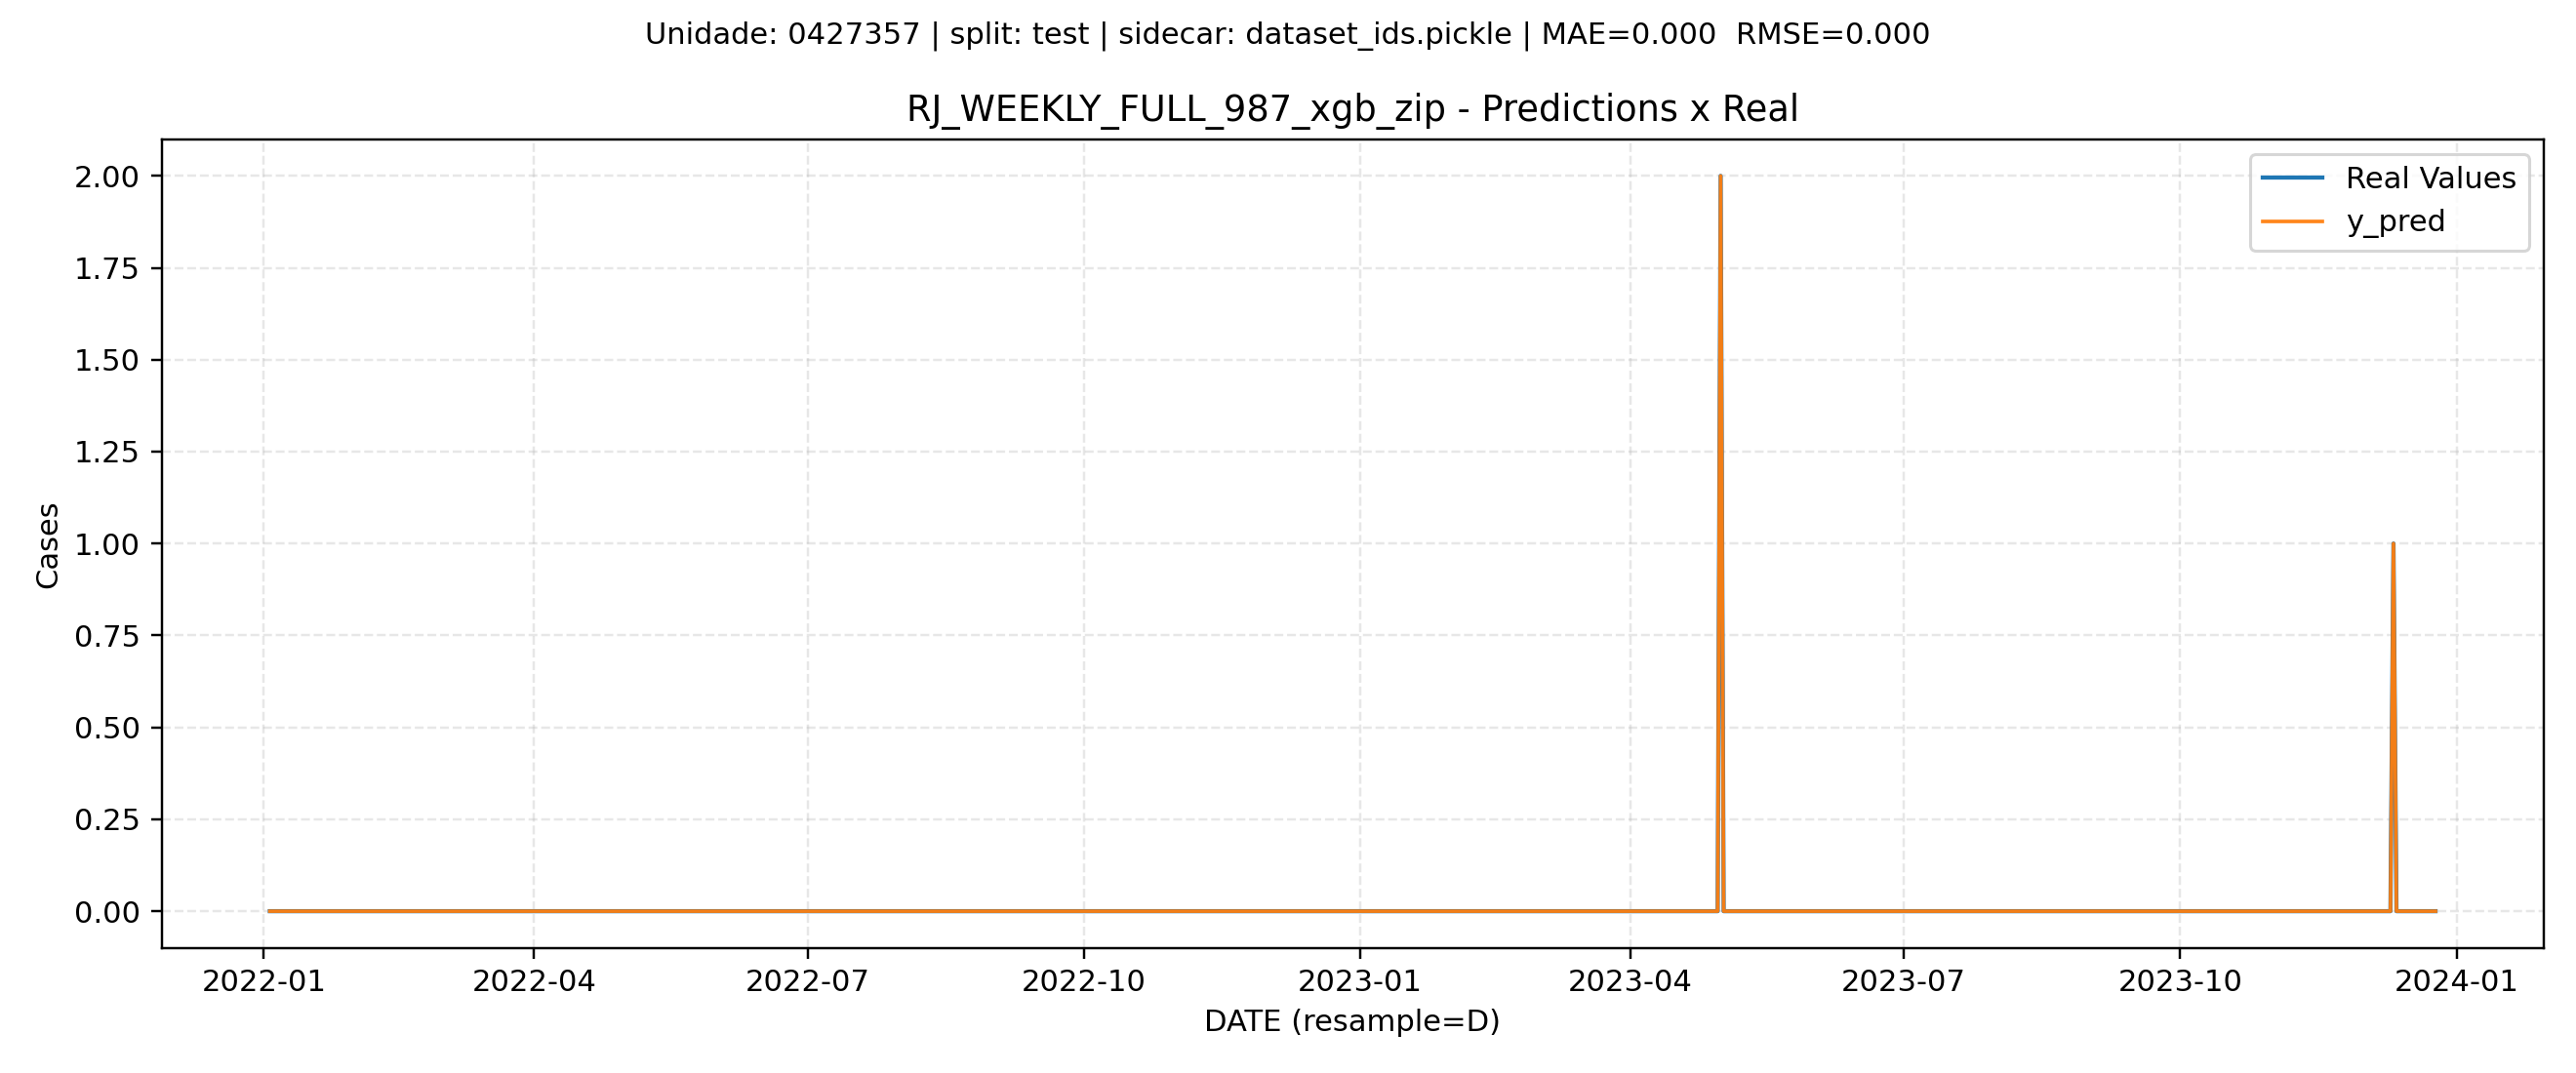 Unidade: 0427357 | split: test | sidecar: dataset_ids.pickle | MAE=0.000  RMSE=0.000
RJ_WEEKLY_FULL_987_xgb_zip - Predictions x Real
Real Values
y_pred
Cases
2.00
1.75
1.50
1.25
1.00
0.75
0.50
0.25
0.00
2022-01 2022-04 2022-07 2022-10 2023-01 2023-04 2023-07 2023-10 2024-01
DATE (resample=D)